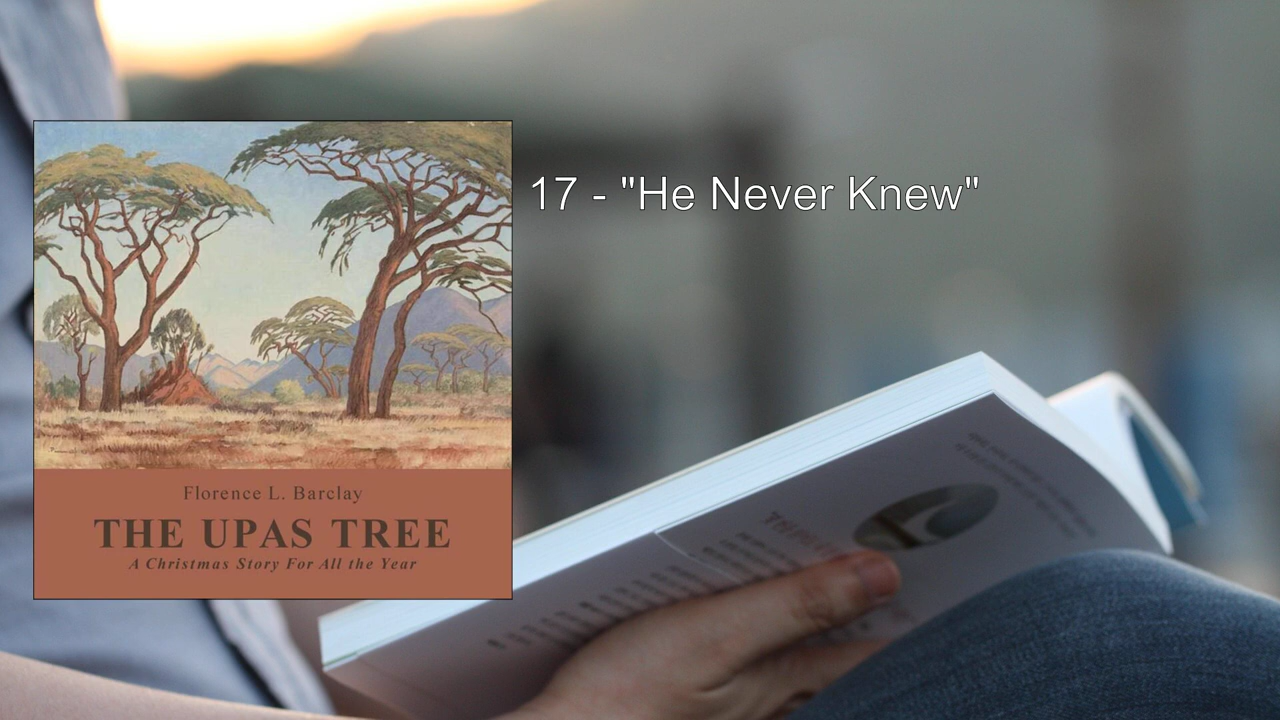 17 - "He Never Knew"
Florence L. Barclay
THE UPAS TREE
A Christmas Story For All the Year